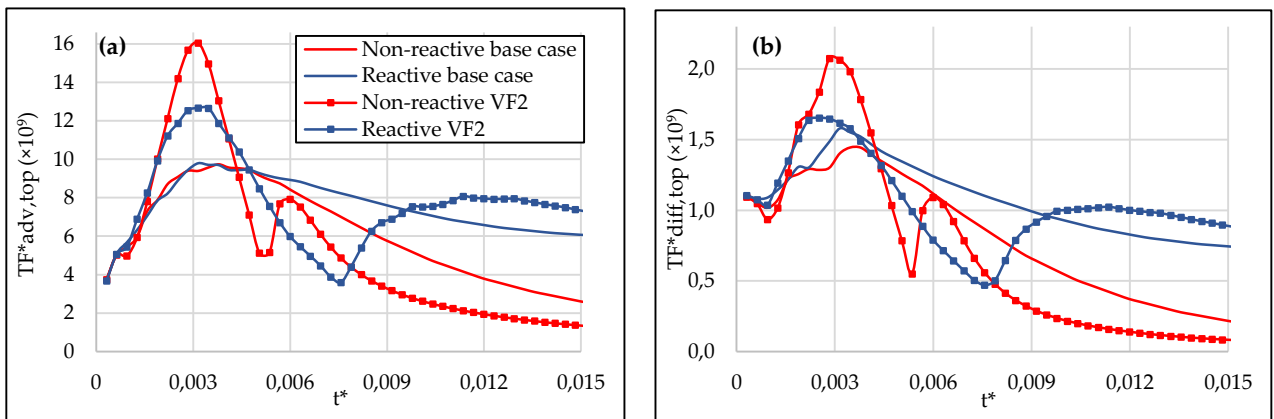 (a)
TF*adv,top (×10⁹)
16
14
12
10
8
6
4
2
0
0
0,003
0,006
0,009
0,012
0,015
t*
Non-reactive base case
Reactive base case
Non-reactive VF2
Reactive VF2
(b)
TF*diff,top (×10⁹)
2,0
1,5
1,0
0,5
0,0
0
0,003
0,006
0,009
0,012
0,015
t*